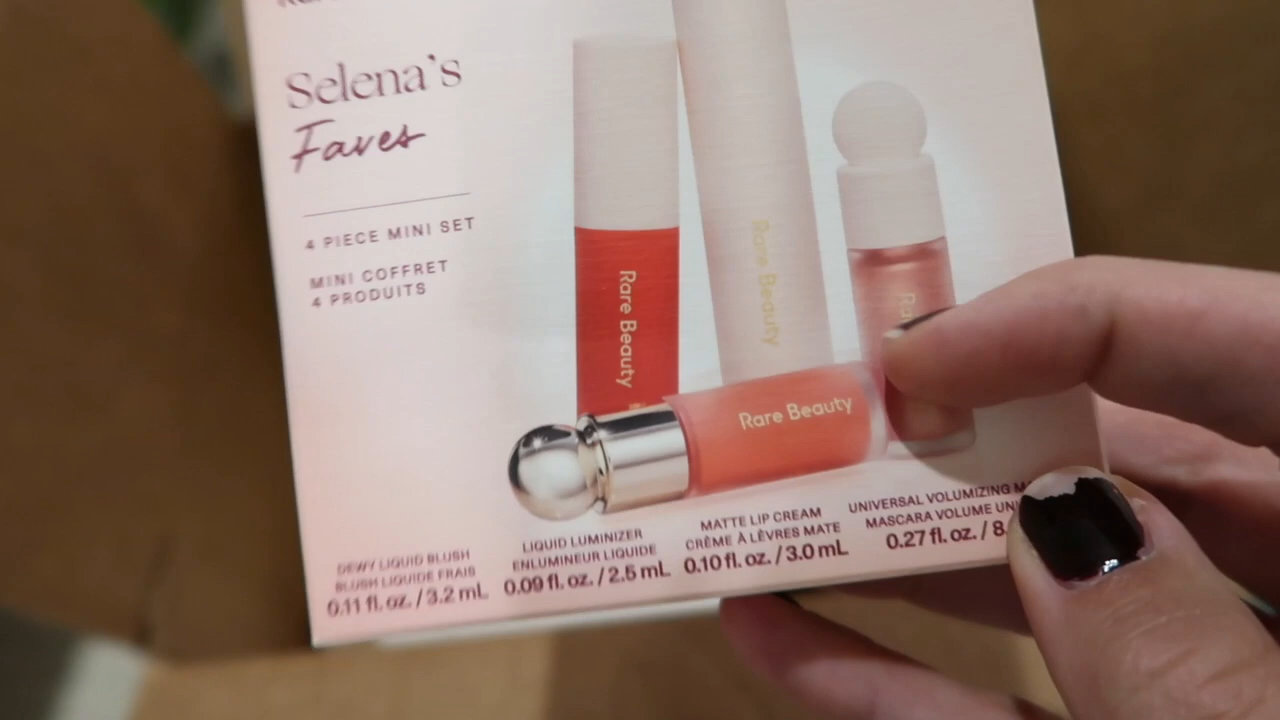 Selena's
Faves
4 PIECE MINI SET
MINI COFFRET
4 PRODUITS
Rare Beauty
Rare Beauty
Rare Beauty
DEWY LIQUID BLUSH
BLUSH LIQUIDE FRAIS
0.11 fl. oz. / 3.2 mL
LIQUID LUMINIZER
ENLUMINEUR LIQUIDE
0.09 fl. oz. / 2.5 mL
MATTE LIP CREAM
CRÈME À LÈVRES MATE
0.10 fl. oz. / 3.0 mL
UNIVERSAL VOLUMIZING
MASCARA VOLUME
0.27 fl. oz. /